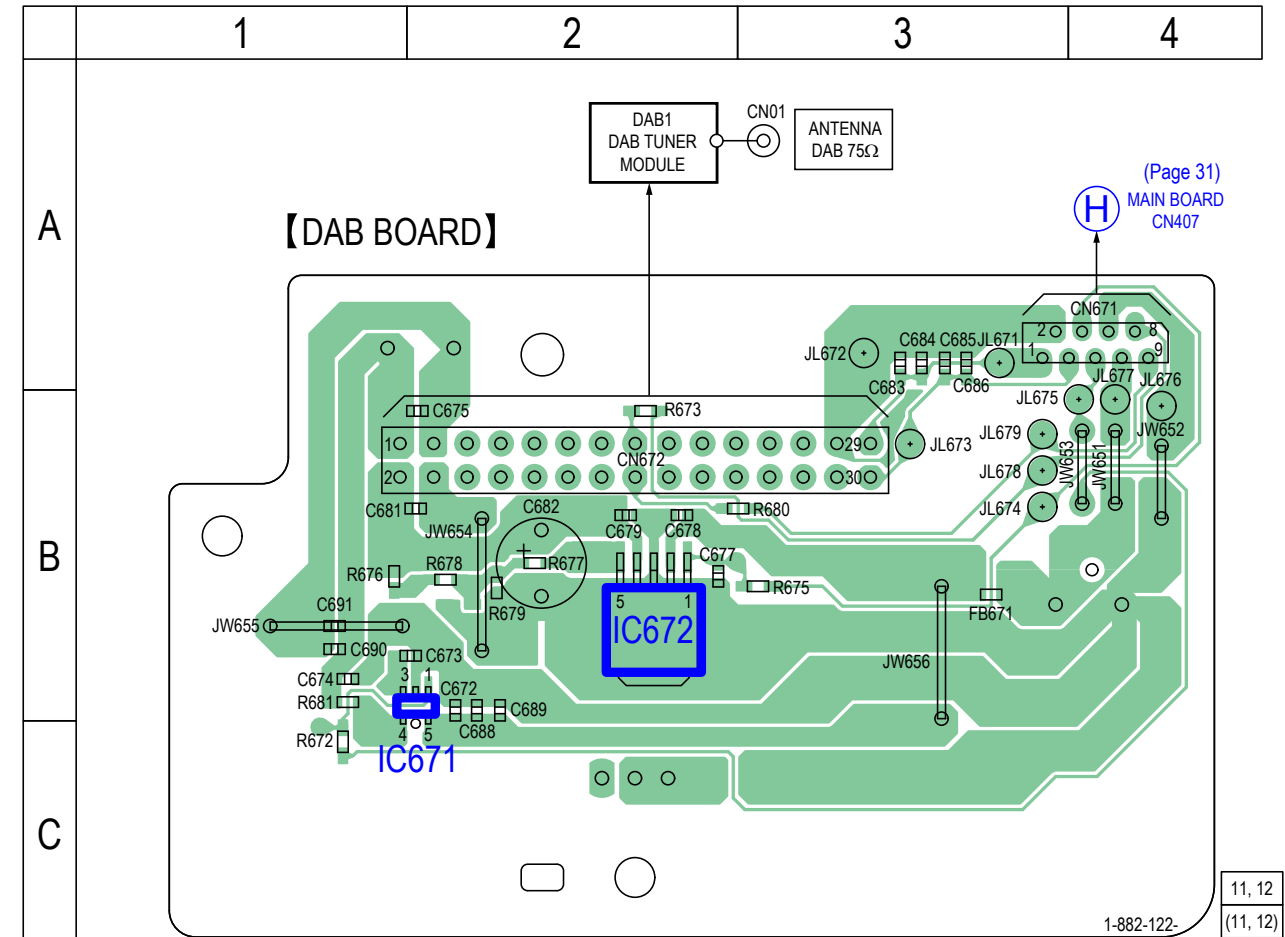 1 2 3 4
A
B
C
DAB1
DAB TUNER
MODULE
CN01
ANTENNA
DAB 75Ω
(Page 31)
H
MAIN BOARD
CN407
【DAB BOARD】
CN671
2
8
1
9
JL672
C684
C685
JL671
C683
C686
JL677
JL676
JL675
C675
R673
JW652
1
29
JL673
JL679
JW653
JW651
CN672
2
30
JL678
C681
C682
R680
JL674
JW654
C679
C678
+
R676
R678
R677
C677
R675
R679
5
1
FB671
C691
JW655
IC672
C690
C673
JW656
C674
3
1
C672
R681
C689
C688
R672
4
5
IC671
1-882-122-
11, 12
(11, 12)